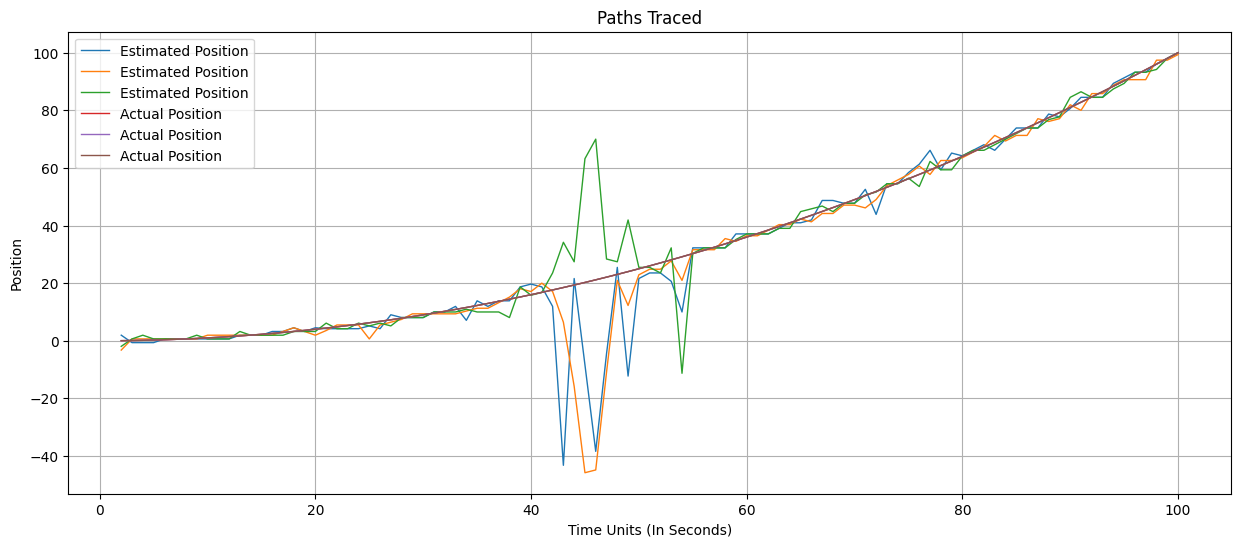 Paths Traced
Estimated Position
Estimated Position
Estimated Position
Actual Position
Actual Position
Actual Position
100
80
60
40
20
0
−20
−40
Position
0 20 40 60 80 100
Time Units (In Seconds)